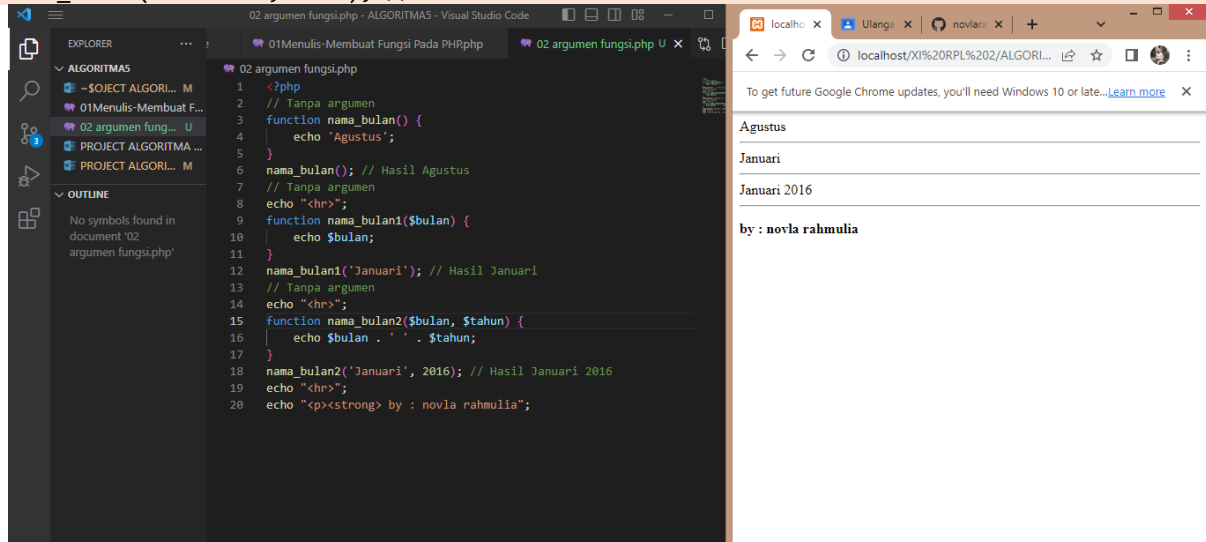 02 argumen fungsi.php - ALGORITMA5 - Visual Studio Code
EXPLORER
ALGORITMA5
~$OJECT ALGORI... M
01Menulis-Membuat F...
02 argumen fung... U
PROJECT ALGORITMA ...
PROJECT ALGORI... M
OUTLINE
No symbols found in
document '02
argumen fungsi.php'
3
01Menulis-Membuat Fungsi Pada PHP.php
02 argumen fungsi.php U
02 argumen fungsi.php
1 <?php
2 // Tanpa argumen
3 function nama_bulan() {
4 echo 'Agustus';
5 }
6 nama_bulan(); // Hasil Agustus
7 // Tanpa argumen
8 echo "<hr>";
9 function nama_bulan1($bulan) {
10 echo $bulan;
11 }
12 nama_bulan1('Januari'); // Hasil Januari
13 // Tanpa argumen
14 echo "<hr>";
15 function nama_bulan2($bulan, $tahun) {
16 echo $bulan . ' ' . $tahun;
17 }
18 nama_bulan2('Januari', 2016); // Hasil Januari 2016
19 echo "<hr>";
20 echo "<p><strong> by : novla rahmulia";
localho
Ulanga
novlara
localhost/XI%20RPL%202/ALGORI...
To get future Google Chrome updates, you'll need Windows 10 or late...Learn more
Agustus
Januari
Januari 2016
by : novla rahmulia